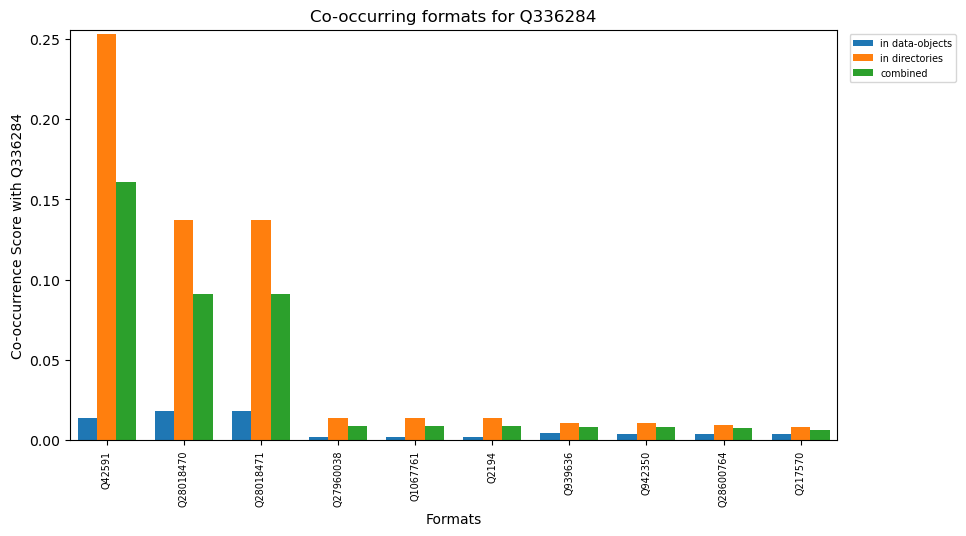 Co-occurring formats for Q336284
in data-objects
in directories
combined
Co-occurrence Score with Q336284
0.25
0.20
0.15
0.10
0.05
0.00
Q42591
Q28018470
Q28018471
Q27960038
Q1067761
Q2194
Q939636
Q942350
Q28600764
Q217570
Formats